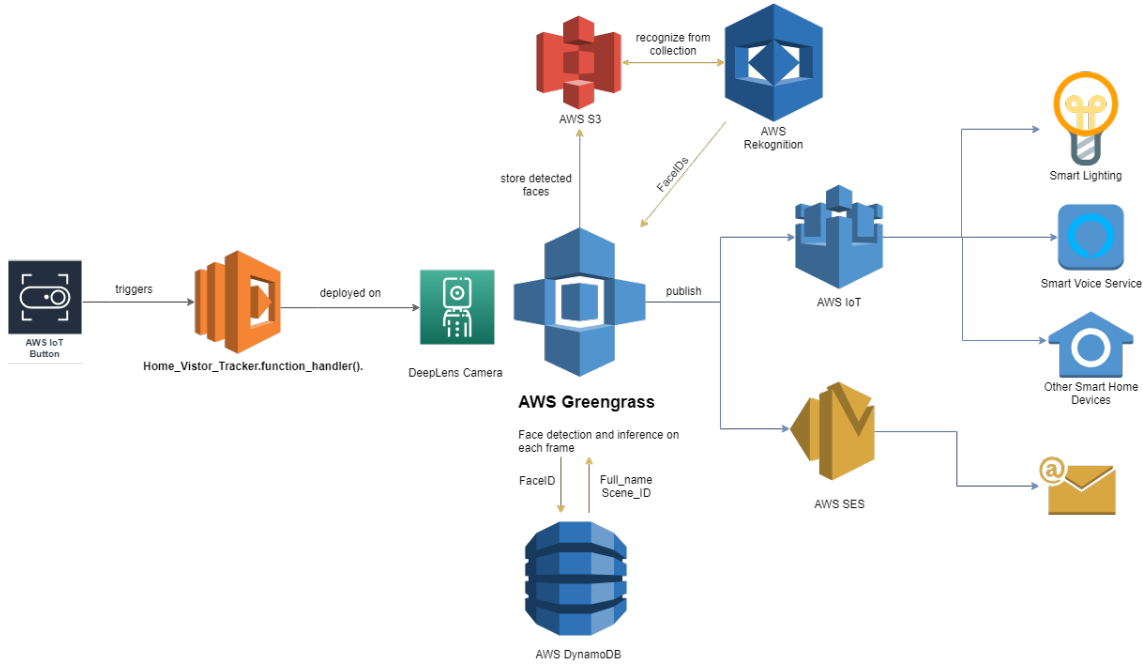 recognize from
collection
AWS S3
AWS
Rekognition
store detected
faces
FaceIDs
Smart Lighting
triggers
deployed on
publish
AWS IoT
Smart Voice Service
AWS IoT
Button
Home_Vistor_Tracker.function_handler().
DeepLens Camera
Other Smart Home
Devices
AWS Greengrass
Face detection and inference on
each frame
FaceID
Full_name
Scene_ID
AWS SES
@
AWS DynamoDB